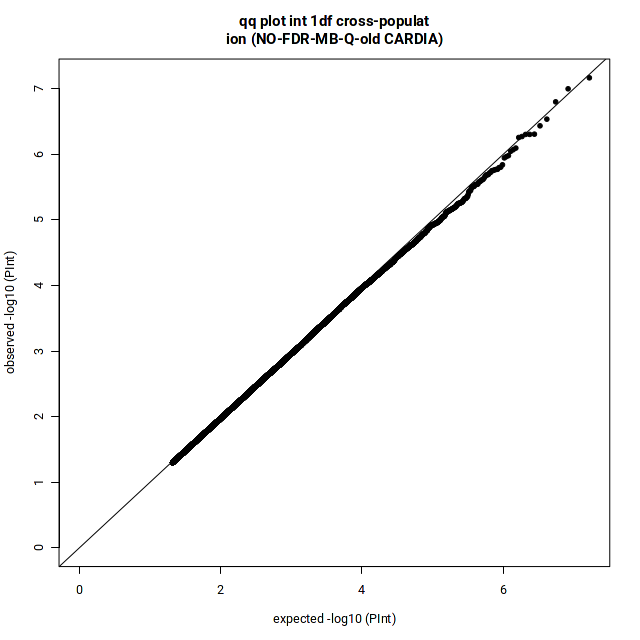 qq plot int 1df cross-populat
ion (NO-FDR-MB-Q-old CARDIA)
7
6
5
4
3
2
1
0
observed -log10 (PInt)
0 2 4 6
expected -log10 (PInt)